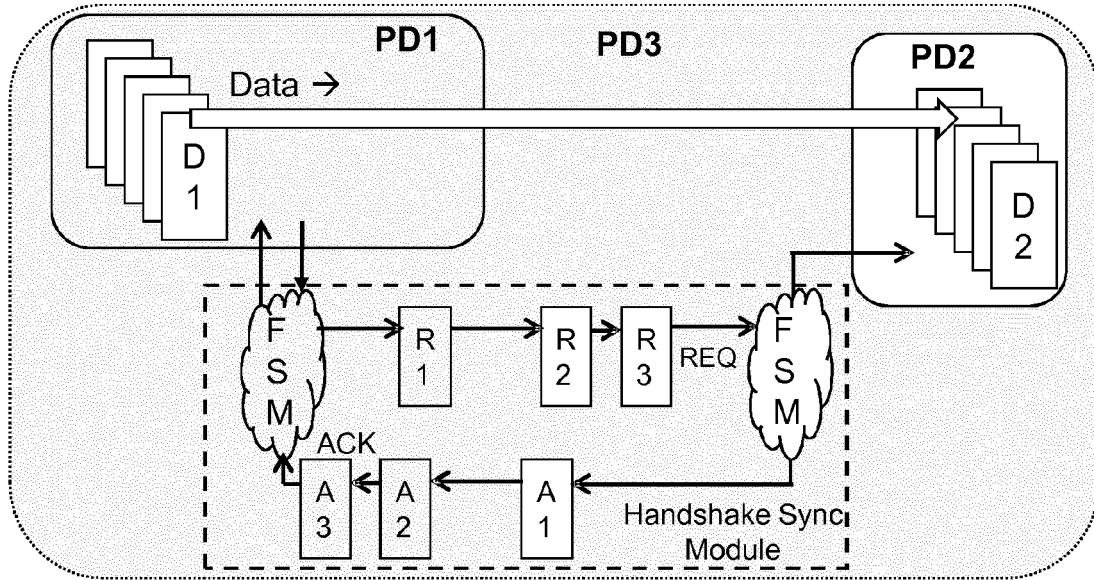 PD1
PD3
PD2
Data →
D
1
D
2
F
S
M
R
1
R
2
R
3
REQ
F
S
M
ACK
A
3
A
2
A
1
Handshake Sync
Module